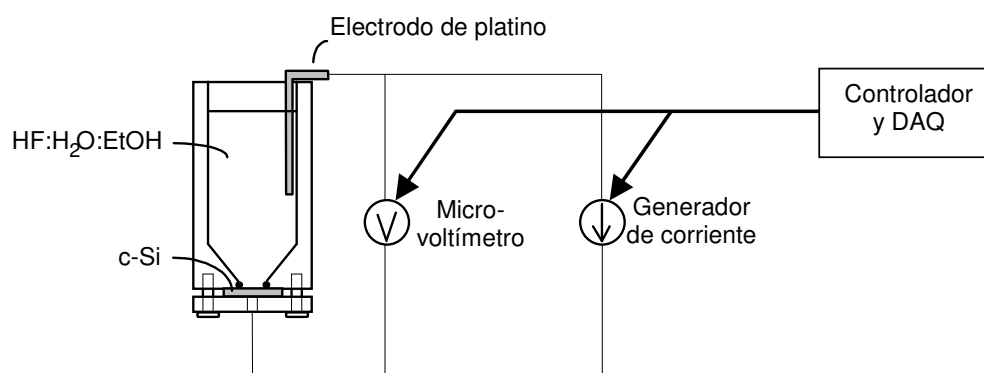 Electrodo de platino
Controlador
y DAQ
HF:H₂O:EtOH
V
Micro-
voltímetro
Generador
de corriente
c-Si